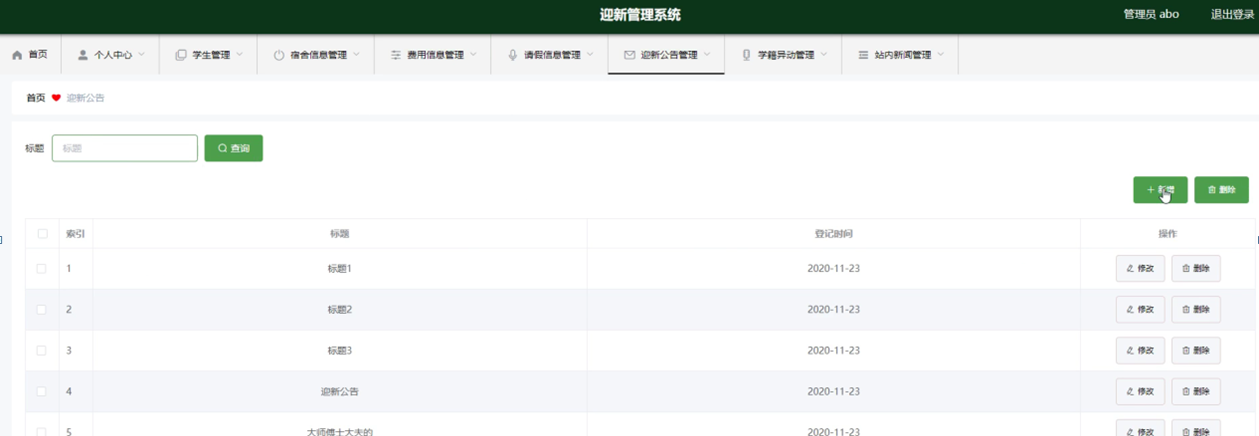 迎新管理系统 管理员 abo 退出登录
首页 个人中心 学生管理 宿舍信息管理 费用信息管理 请假信息管理 迎新公告管理 学籍异动管理 站内新闻管理
首页 迎新公告
标题 标题 查询
新增 删除
索引 标题 登记时间 操作
1 标题1 2020-11-23 修改 删除
2 标题2 2020-11-23 修改 删除
3 标题3 2020-11-23 修改 删除
4 迎新公告 2020-11-23 修改 删除
5 大师傅士大夫的 2020-11-23 修改 删除